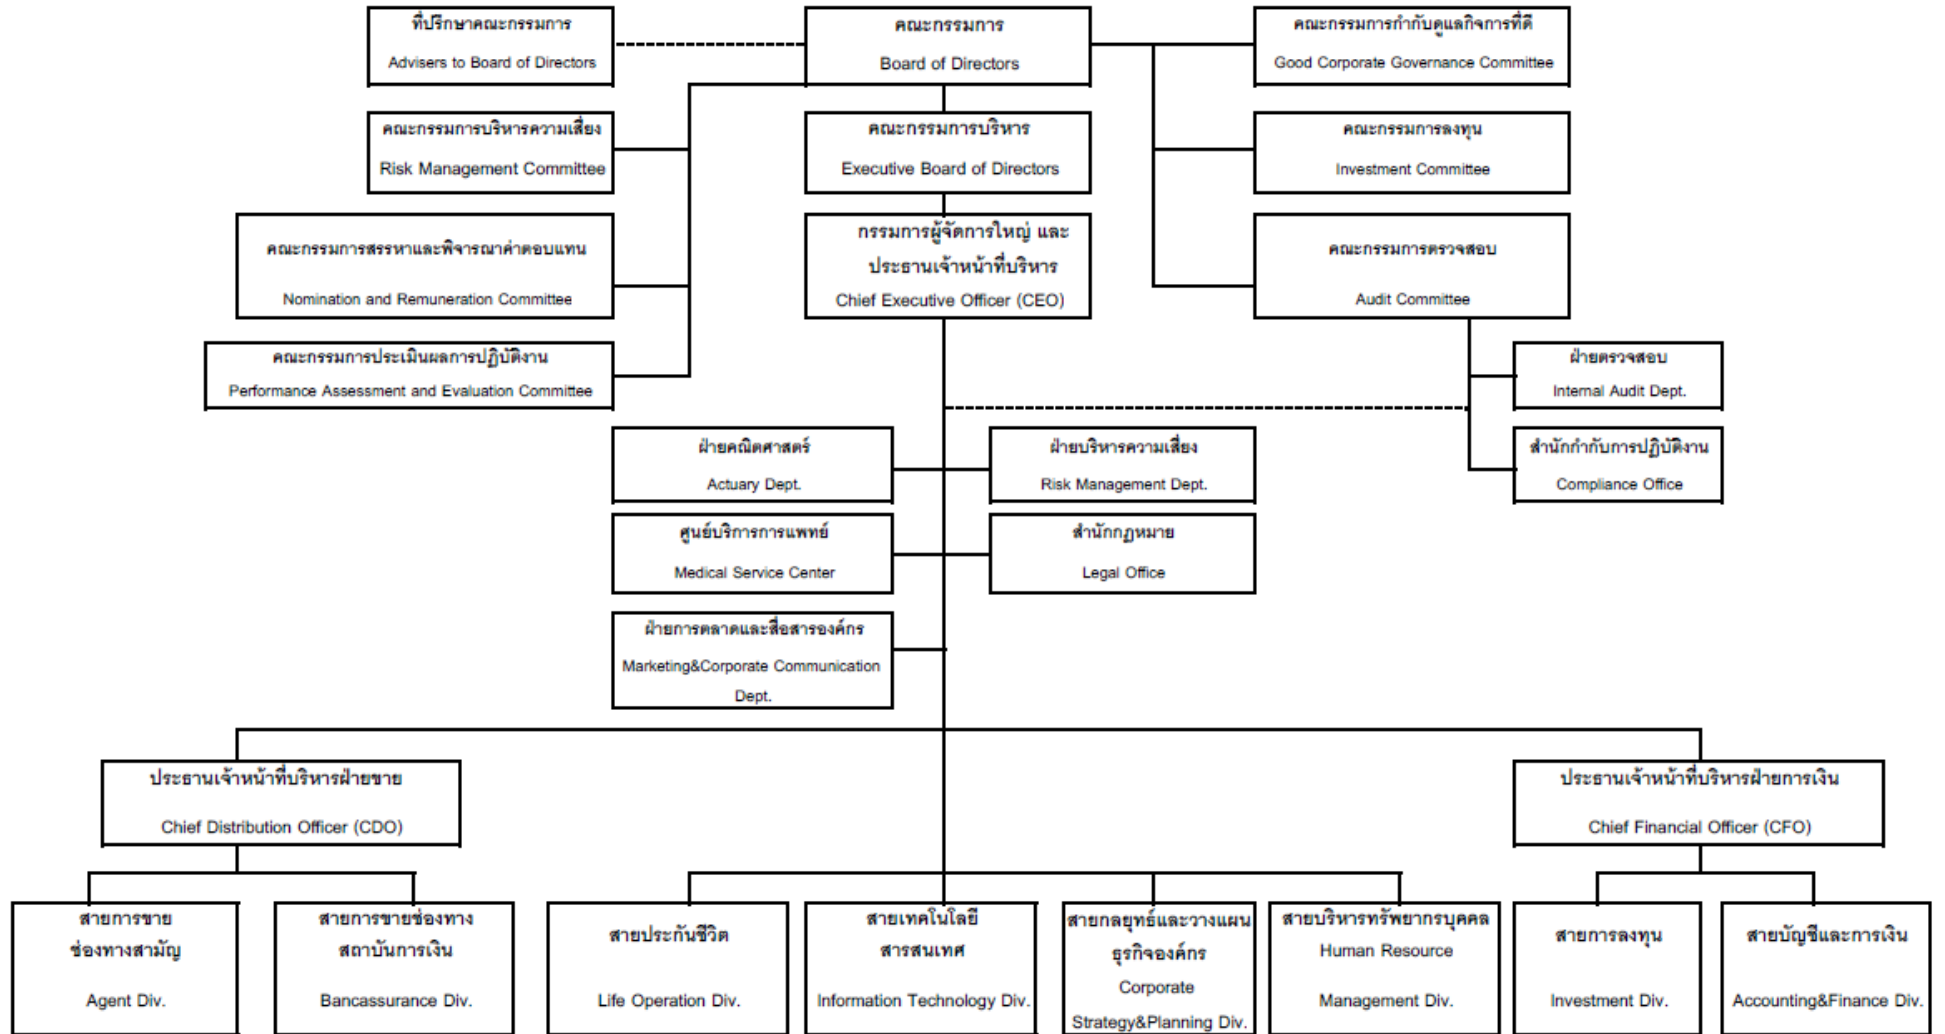 ที่ปรึกษาคณะกรรมการ
Advisers to Board of Directors
คณะกรรมการ
Board of Directors
คณะกรรมการกำกับดูแลกิจการที่ดี
Good Corporate Governance Committee
คณะกรรมการบริหารความเสี่ยง
Risk Management Committee
คณะกรรมการบริหาร
Executive Board of Directors
คณะกรรมการลงทุน
Investment Committee
คณะกรรมการสรรหาและพิจารณาค่าตอบแทน
Nomination and Remuneration Committee
กรรมการผู้จัดการใหญ่ และ
ประธานเจ้าหน้าที่บริหาร
Chief Executive Officer (CEO)
คณะกรรมการตรวจสอบ
Audit Committee
คณะกรรมการประเมินผลการปฏิบัติงาน
Performance Assessment and Evaluation Committee
ฝ่ายตรวจสอบ
Internal Audit Dept.
ฝ่ายคณิตศาสตร์
Actuary Dept.
ฝ่ายบริหารความเสี่ยง
Risk Management Dept.
สำนักกำกับการปฏิบัติงาน
Compliance Office
ศูนย์บริการการแพทย์
Medical Service Center
สำนักกฎหมาย
Legal Office
ฝ่ายการตลาดและสื่อสารองค์กร
Marketing&Corporate Communication
Dept.
ประธานเจ้าหน้าที่บริหารฝ่ายขาย
Chief Distribution Officer (CDO)
ประธานเจ้าหน้าที่บริหารฝ่ายการเงิน
Chief Financial Officer (CFO)
สายการขาย
ช่องทางสามัญ
Agent Div.
สายการขายช่องทาง
สถาบันการเงิน
Bancassurance Div.
สายประกันชีวิต
Life Operation Div.
สายเทคโนโลยี
สารสนเทศ
Information Technology Div.
สายกลยุทธ์และวางแผน
ธุรกิจองค์กร
Corporate
Strategy&Planning Div.
สายบริหารทรัพยากรบุคคล
Human Resource
Management Div.
สายการลงทุน
Investment Div.
สายบัญชีและการเงิน
Accounting&Finance Div.